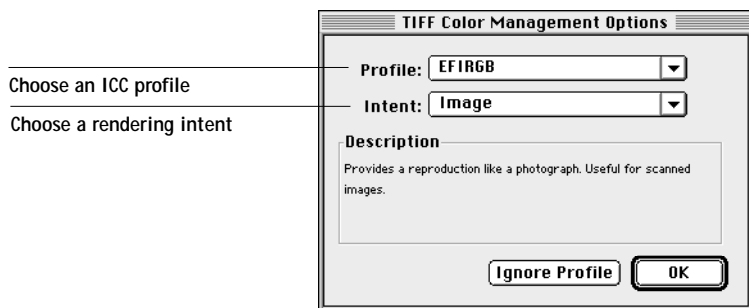 TIFF Color Management Options
Choose an ICC profile
Profile: EFIRGB
Choose a rendering intent
Intent: Image
Description
Provides a reproduction like a photograph. Useful for scanned
images.
Ignore Profile OK